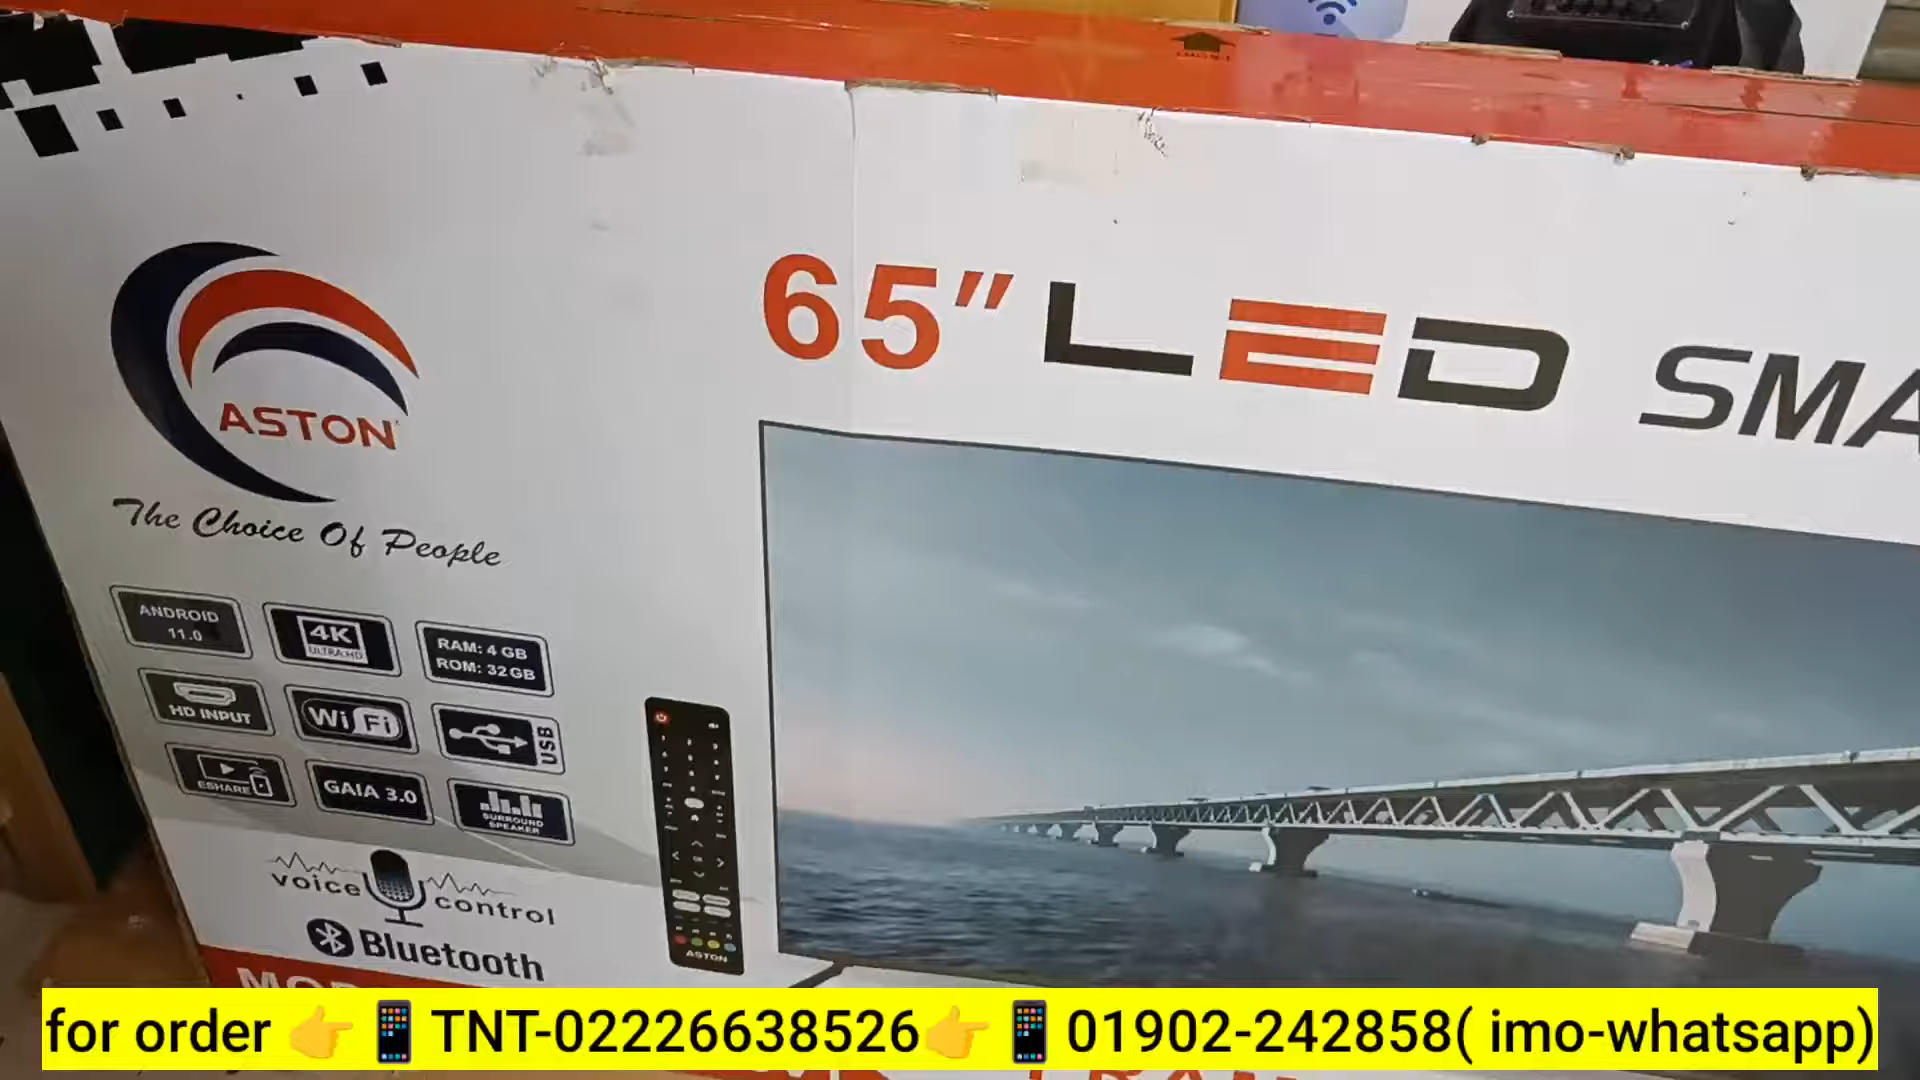 65" LED SMA
ASTON
The Choice Of People
ANDROID
11.0
4K
ULTRA HD
RAM: 4 GB
ROM: 32 GB
HD INPUT
WiFi
USB
ESHARE
GAIA 3.0
SURROUND
SPEAKER
voice control
Bluetooth
ASTON
for order 👉📱TNT-02226638526👉📱01902-242858( imo-whatsapp)